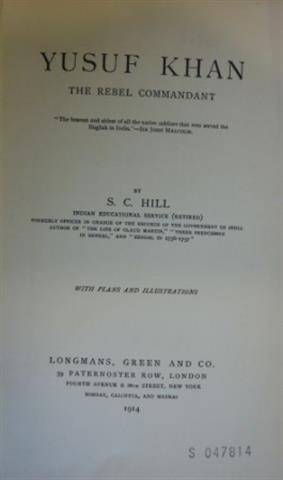 YUSUF KHAN
THE REBEL COMMANDANT
"The bravest and ablest of all the native soldiers that ever served the
English in India."—SIR JOHN MALCOLM.
BY
S. C. HILL
INDIAN EDUCATIONAL SERVICE (RETIRED)
FORMERLY OFFICER IN CHARGE OF THE RECORDS OF THE GOVERNMENT OF INDIA
AUTHOR OF "THE LIFE OF CLAUD MARTIN," "THREE FRENCHMEN
IN BENGAL," AND "BENGAL IN 1756-1757"
WITH PLANS AND ILLUSTRATIONS
LONGMANS, GREEN AND CO.
39 PATERNOSTER ROW, LONDON
FOURTH AVENUE & 30TH STREET, NEW YORK
BOMBAY, CALCUTTA, AND MADRAS
1914
S 047814